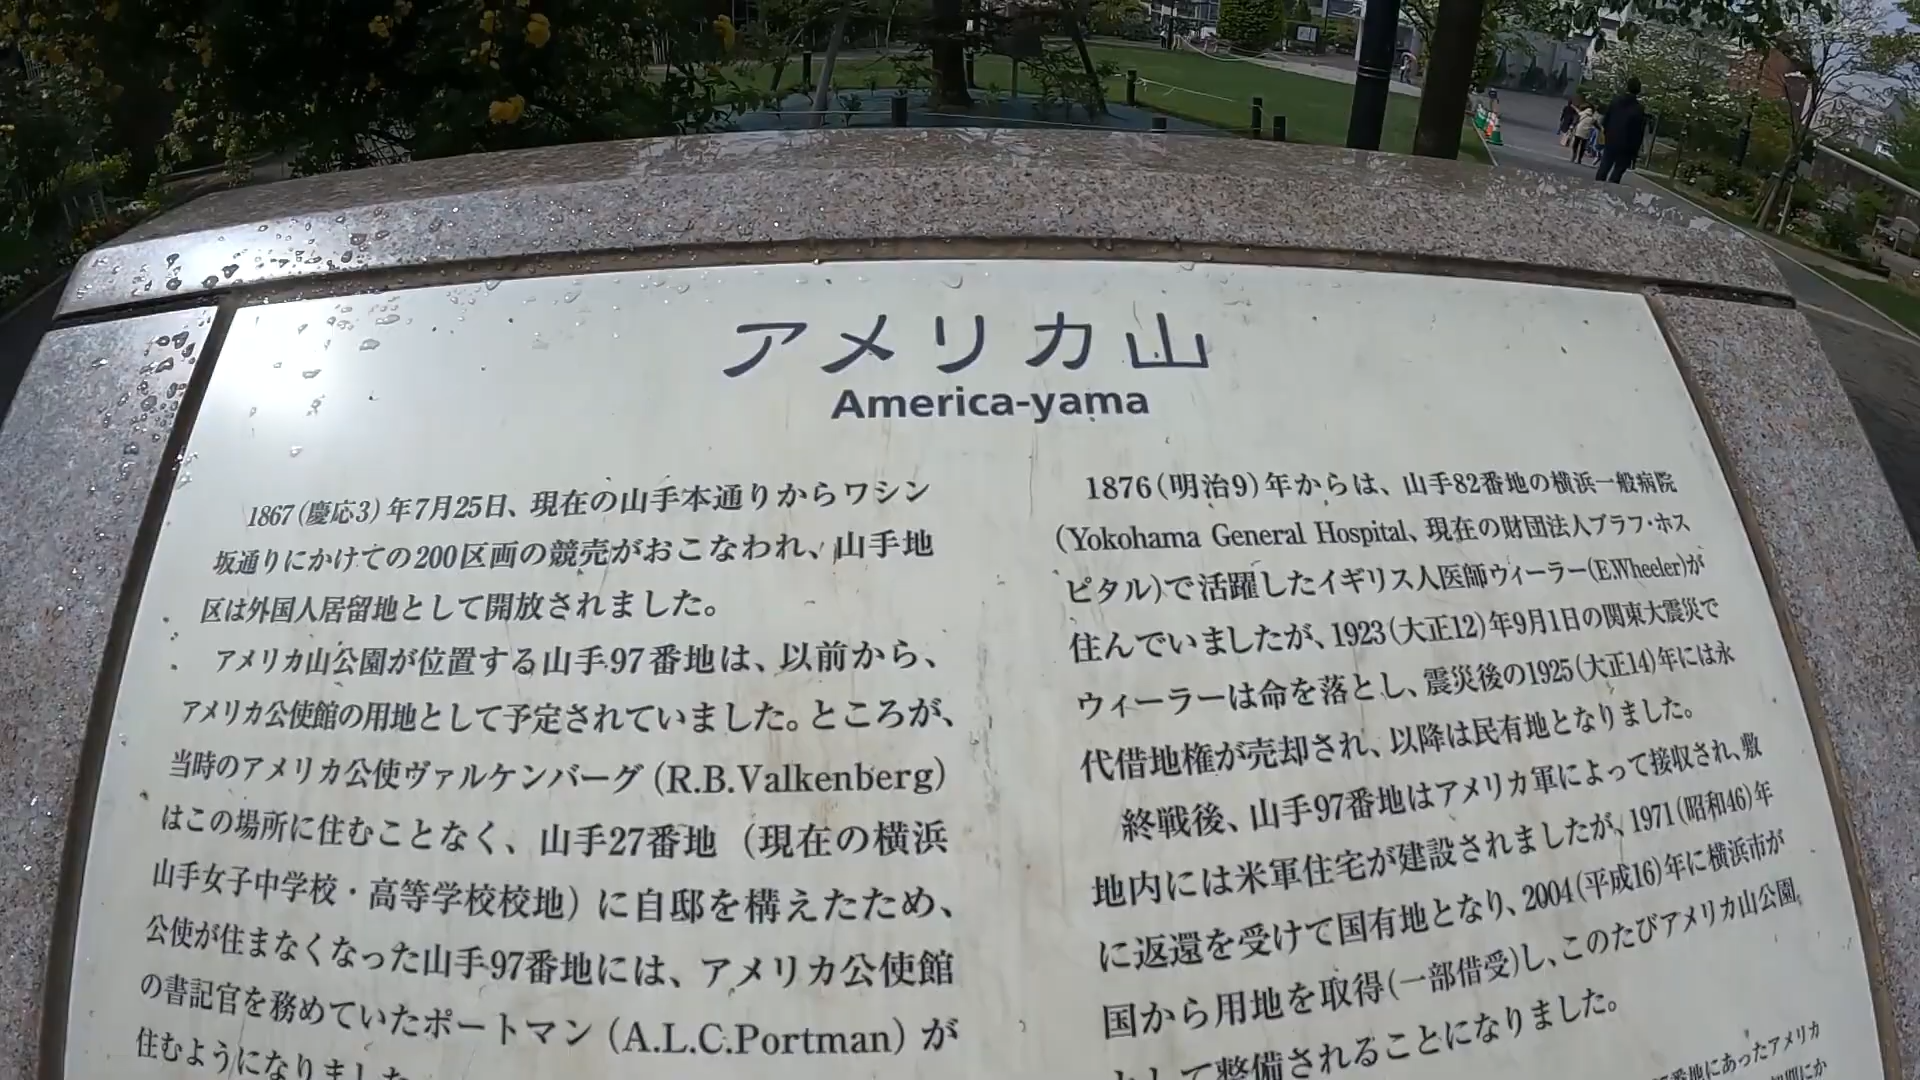 アメリカ山
America-yama
1867(慶応3)年7月25日、現在の山手本通りからワシン
坂通りにかけての200区画の競売がおこなわれ、山手地
区は外国人居留地として開放されました。
アメリカ山公園が位置する山手97番地は、以前から、
アメリカ公使館の用地として予定されていました。ところが、
当時のアメリカ公使ヴァルケンバーグ(R.B.Valkenberg)
はこの場所に住むことなく、山手27番地(現在の横浜
山手女子中学校・高等学校校地)に自邸を構えたため、
公使が住まなくなった山手97番地には、アメリカ公使館
の書記官を務めていたポートマン(A.L.C.Portman)が
住むようになりました
1876(明治9)年からは、山手82番地の横浜一般病院
(Yokohama General Hospital、現在の財団法人ブラフ・ホス
ピタル)で活躍したイギリス人医師ウィーラー(E.Wheeler)が
住んでいましたが、1923(大正12)年9月1日の関東大震災で
ウィーラーは命を落とし、震災後の1925(大正14)年には永
代借地権が売却され、以降は民有地となりました。
終戦後、山手97番地はアメリカ軍によって接収され、敷
地内には米軍住宅が建設されましたが、1971(昭和46)年
に返還を受けて国有地となり、2004(平成16)年に横浜市が
国から用地を取得(一部借受)し、このたびアメリカ山公園
として整備されることになりました。
番地にあったアメリカ